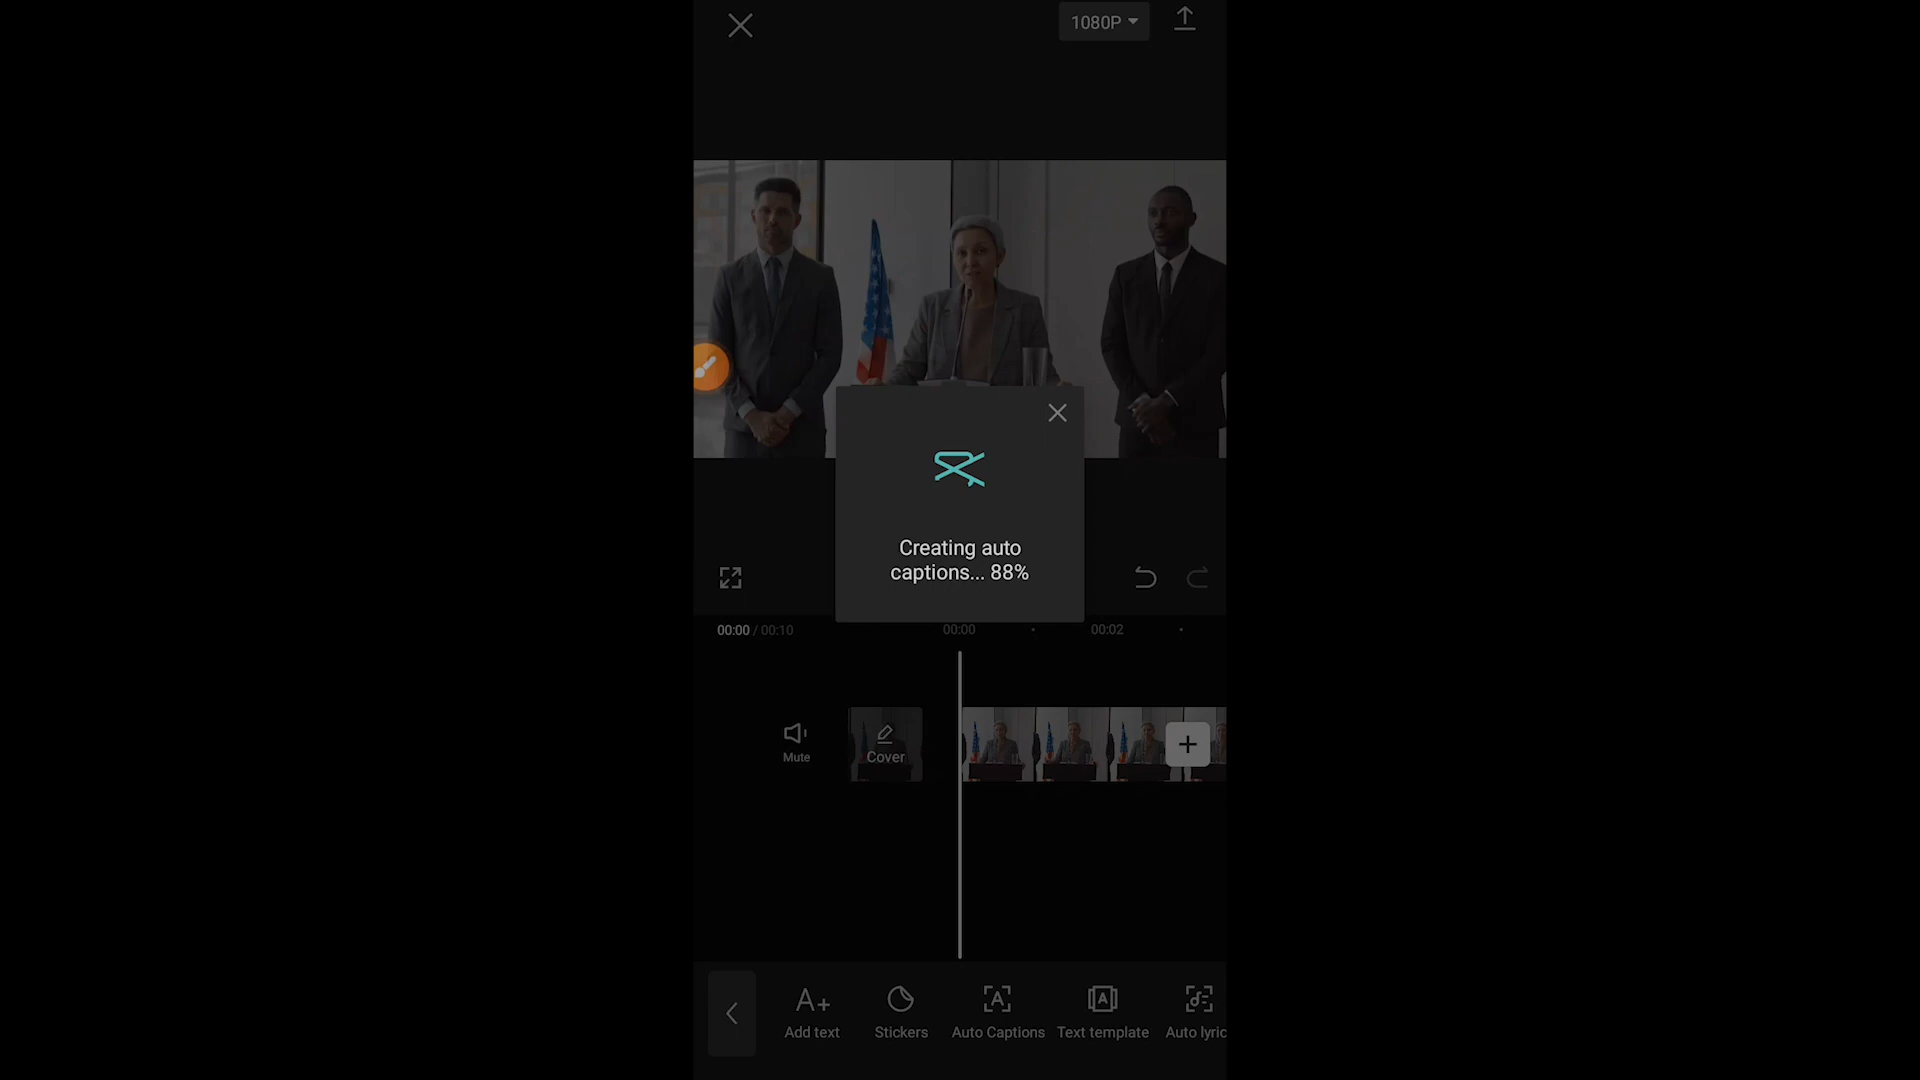 1080P
Creating auto
captions... 88%
00:00 / 00:10
00:00
00:02
Mute
Cover
Add text
Stickers
Auto Captions
Text template
Auto lyric